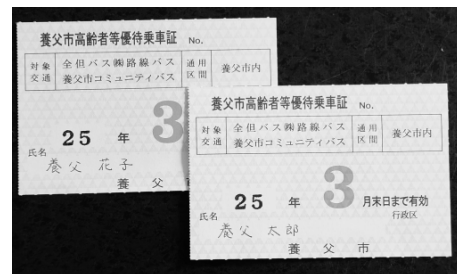 養父市高齢者等優待乗車証 No.
対象交通 全但バス㈱路線バス 養父市コミュニティバス 通用区間 養父市内
25 年 3
氏名 養父 花子
養 父
養父市高齢者等優待乗車証 No.
対象交通 全但バス㈱路線バス 養父市コミュニティバス 通用区間 養父市内
25 年 3 月末日まで有効
行政区
氏名 養父 太郎
養 父 市